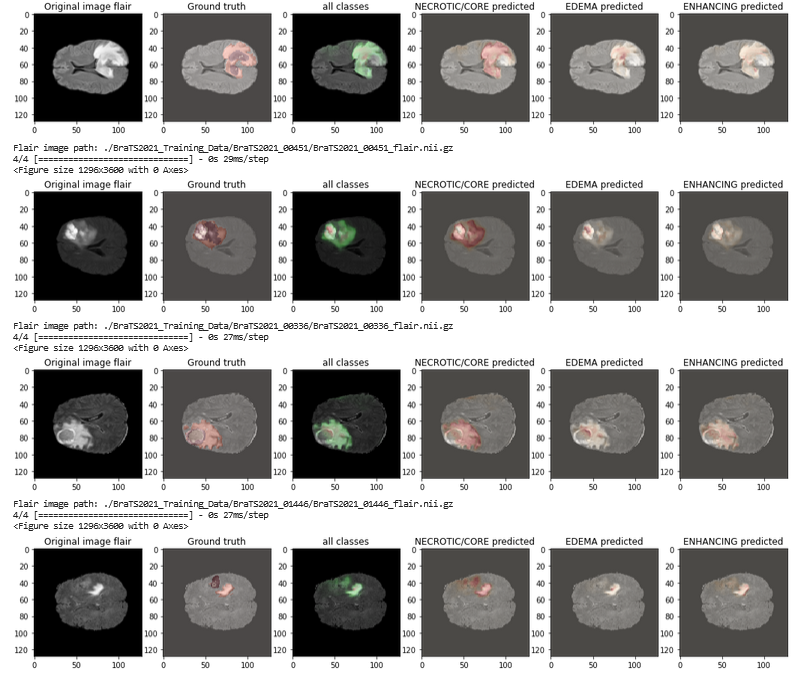 Original image flair Ground truth all classes NECROTIC/CORE predicted EDEMA predicted ENHANCING predicted
0 0 0 0 0 0
20 20 20 20 20 20
40 40 40 40 40 40
60 60 60 60 60 60
80 80 80 80 80 80
100 100 100 100 100 100
120 120 120 120 120 120
0 50 100 0 50 100 0 50 100 0 50 100 0 50 100 0 50 100
Flair image path: ./BraTS2021_Training_Data/BraTS2021_00451/BraTS2021_00451_flair.nii.gz
4/4 [==============================] - 0s 29ms/step
<Figure size 1296x3600 with 0 Axes>
Original image flair Ground truth all classes NECROTIC/CORE predicted EDEMA predicted ENHANCING predicted
0 0 0 0 0 0
20 20 20 20 20 20
40 40 40 40 40 40
60 60 60 60 60 60
80 80 80 80 80 80
100 100 100 100 100 100
120 120 120 120 120 120
0 50 100 0 50 100 0 50 100 0 50 100 0 50 100 0 50 100
Flair image path: ./BraTS2021_Training_Data/BraTS2021_00336/BraTS2021_00336_flair.nii.gz
4/4 [==============================] - 0s 27ms/step
<Figure size 1296x3600 with 0 Axes>
Original image flair Ground truth all classes NECROTIC/CORE predicted EDEMA predicted ENHANCING predicted
0 0 0 0 0 0
20 20 20 20 20 20
40 40 40 40 40 40
60 60 60 60 60 60
80 80 80 80 80 80
100 100 100 100 100 100
120 120 120 120 120 120
0 50 100 0 50 100 0 50 100 0 50 100 0 50 100 0 50 100
Flair image path: ./BraTS2021_Training_Data/BraTS2021_01446/BraTS2021_01446_flair.nii.gz
4/4 [==============================] - 0s 27ms/step
<Figure size 1296x3600 with 0 Axes>
Original image flair Ground truth all classes NECROTIC/CORE predicted EDEMA predicted ENHANCING predicted
0 0 0 0 0 0
20 20 20 20 20 20
40 40 40 40 40 40
60 60 60 60 60 60
80 80 80 80 80 80
100 100 100 100 100 100
120 120 120 120 120 120
0 50 100 0 50 100 0 50 100 0 50 100 0 50 100 0 50 100